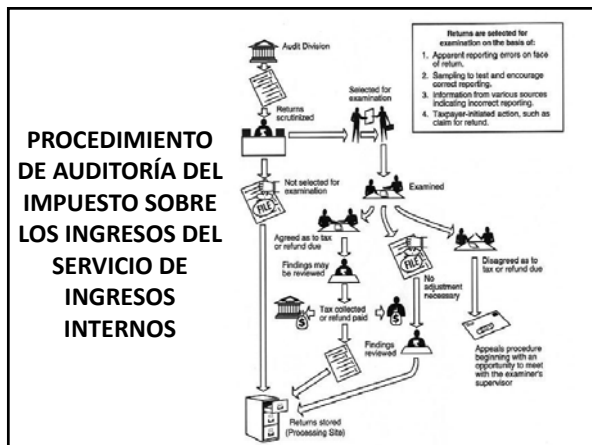 PROCEDIMIENTO
DE AUDITORÍA DEL
IMPUESTO SOBRE
LOS INGRESOS DEL
SERVICIO DE
INGRESOS
INTERNOS
Audit Division
Returns
scrutinized
Selected for
examination
Returns are selected for
examination on the basis of:
1. Apparent reporting errors on face
of return.
2. Sampling to test and encourage
correct reporting.
3. Information from various sources
indicating incorrect reporting.
4. Taxpayer-initiated action, such as
claim for refund.
Not selected for
examination
FILE
Examined
Agreed as to tax
or refund due
FILE
Disagreed as to
tax or refund due
Findings may
be reviewed
No
adjustment
necessary
Tax collected
or refund paid
$
$
Findings
reviewed
Appeals procedure
beginning with an
opportunity to meet
with the examiner's
supervisor
Returns stored
(Processing Site)